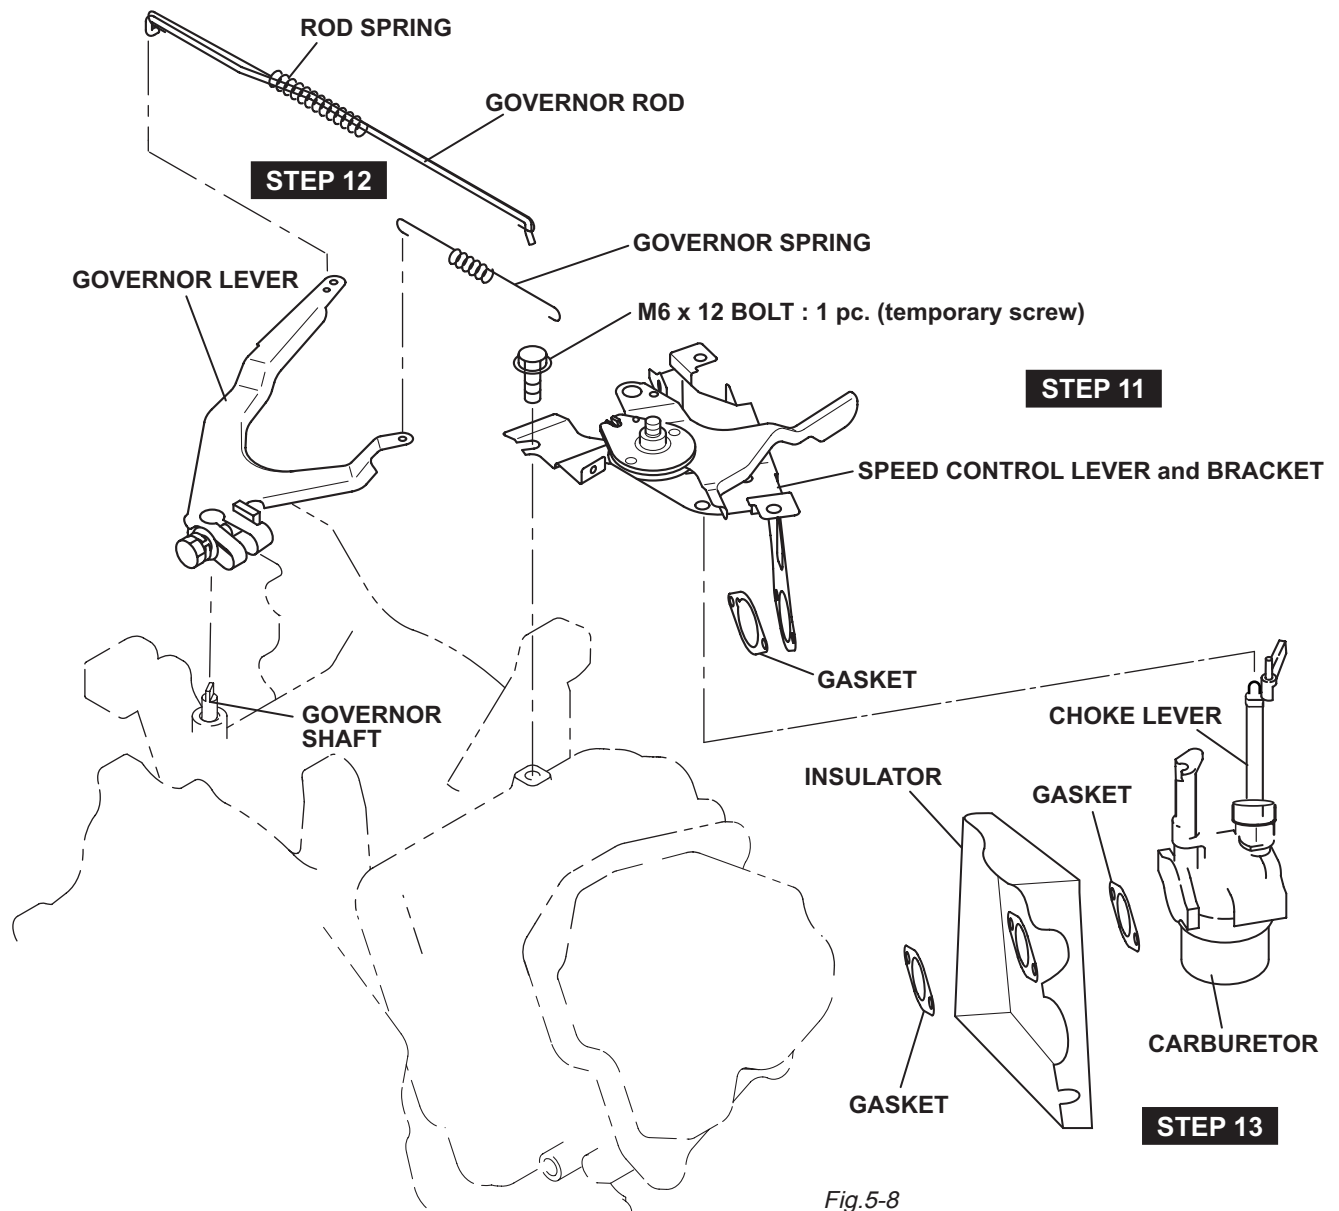 ROD SPRING
GOVERNOR ROD
STEP 12
GOVERNOR SPRING
GOVERNOR LEVER
M6 x 12 BOLT : 1 pc. (temporary screw)
STEP 11
SPEED CONTROL LEVER and BRACKET
GASKET
GOVERNOR
SHAFT
CHOKE LEVER
INSULATOR
GASKET
CARBURETOR
GASKET
STEP 13
Fig.5-8